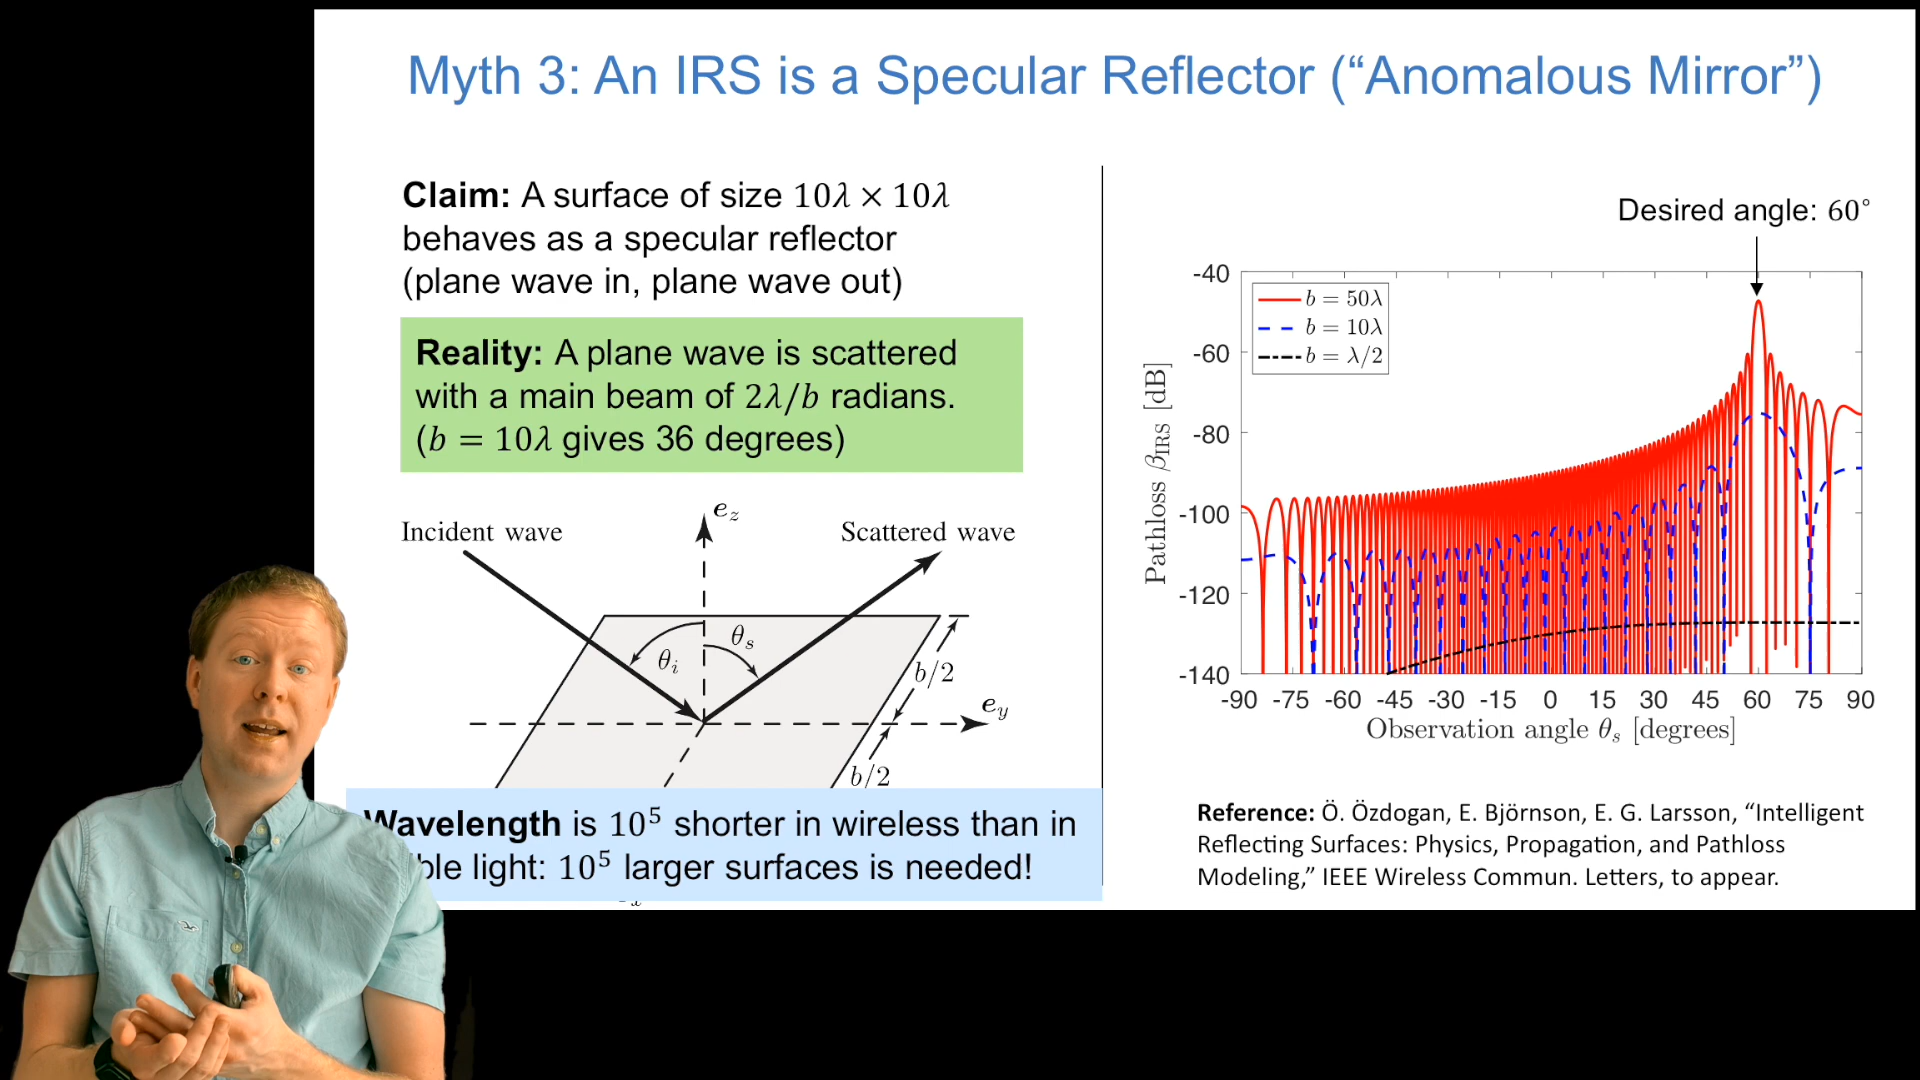 Myth 3: An IRS is a Specular Reflector (“Anomalous Mirror”)
Claim: A surface of size 10λ × 10λ
behaves as a specular reflector
(plane wave in, plane wave out)
Reality: A plane wave is scattered
with a main beam of 2λ/b radians.
(b = 10λ gives 36 degrees)
Incident wave
e_z
Scattered wave
θ_i
θ_s
b/2
e_y
b/2
Wavelength is 10⁵ shorter in wireless than in
light: 10⁵ larger surfaces is needed!
Desired angle: 60°
b = 50λ
b = 10λ
b = λ/2
Pathloss β_IRS [dB]
-40
-60
-80
-100
-120
-140
-90 -75 -60 -45 -30 -15 0 15 30 45 60 75 90
Observation angle θ_s [degrees]
Reference: Ö. Özdogan, E. Björnson, E. G. Larsson, “Intelligent
Reflecting Surfaces: Physics, Propagation, and Pathloss
Modeling,” IEEE Wireless Commun. Letters, to appear.